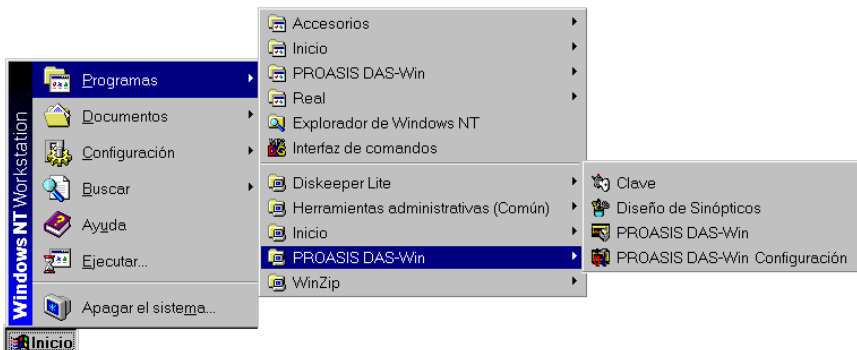 Windows NT Workstation
Programas
Documentos
Configuración
Buscar
Ayuda
Ejecutar...
Apagar el sistema...
Inicio
Accesorios
Inicio
PROASIS DAS-Win
Real
Explorador de Windows NT
Interfaz de comandos
Diskeeper Lite
Herramientas administrativas (Común)
Inicio
PROASIS DAS-Win
WinZip
Clave
Diseño de Sinópticos
PROASIS DAS-Win
PROASIS DAS-Win Configuración